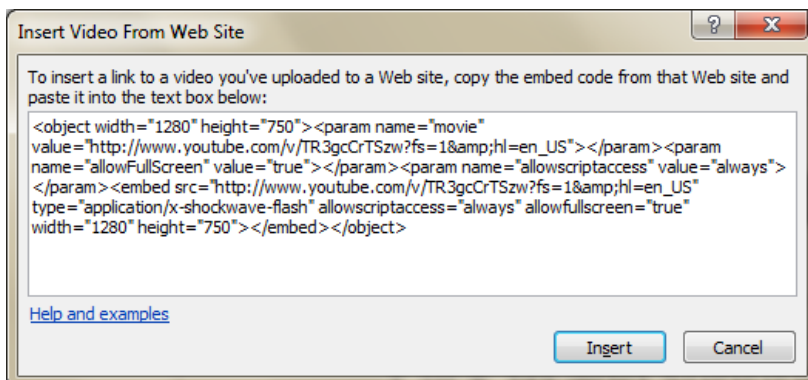 Insert Video From Web Site
To insert a link to a video you've uploaded to a Web site, copy the embed code from that Web site and
paste it into the text box below:
<object width="1280" height="750"><param name="movie"
value="http://www.youtube.com/v/TR3gcCrTSzw?fs=1&amp;hl=en_US"></param><param
name="allowFullScreen" value="true"></param><param name="allowscriptaccess" value="always">
</param><embed src="http://www.youtube.com/v/TR3gcCrTSzw?fs=1&amp;hl=en_US"
type="application/x-shockwave-flash" allowscriptaccess="always" allowfullscreen="true"
width="1280" height="750"></embed></object>
Help and examples
Insert Cancel